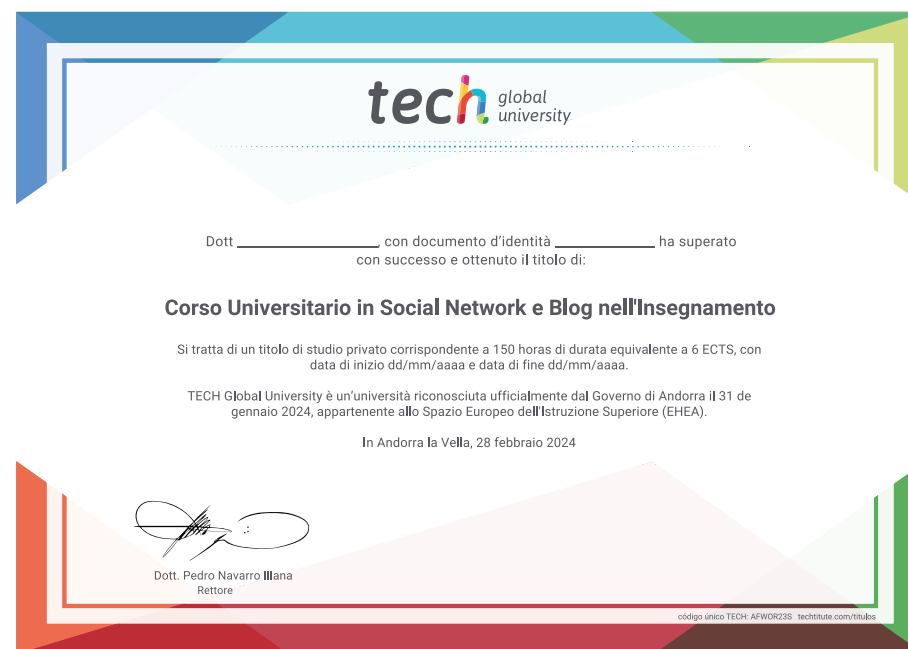 tech global university
Dott ____________________, con documento d'identità __________________ ha superato
con successo e ottenuto il titolo di:
Corso Universitario in Social Network e Blog nell'Insegnamento
Si tratta di un titolo di studio privato corrispondente a 150 horas di durata equivalente a 6 ECTS, con
data di inizio dd/mm/aaaa e data di fine dd/mm/aaaa.
TECH Global University è un'università riconosciuta ufficialmente dal Governo di Andorra il 31 de
gennaio 2024, appartenente allo Spazio Europeo dell'Istruzione Superiore (EHEA).
In Andorra la Vella, 28 febbraio 2024
Dott. Pedro Navarro Illana
Rettore
código único TECH: AFWOR23S techtitute.com/titulos